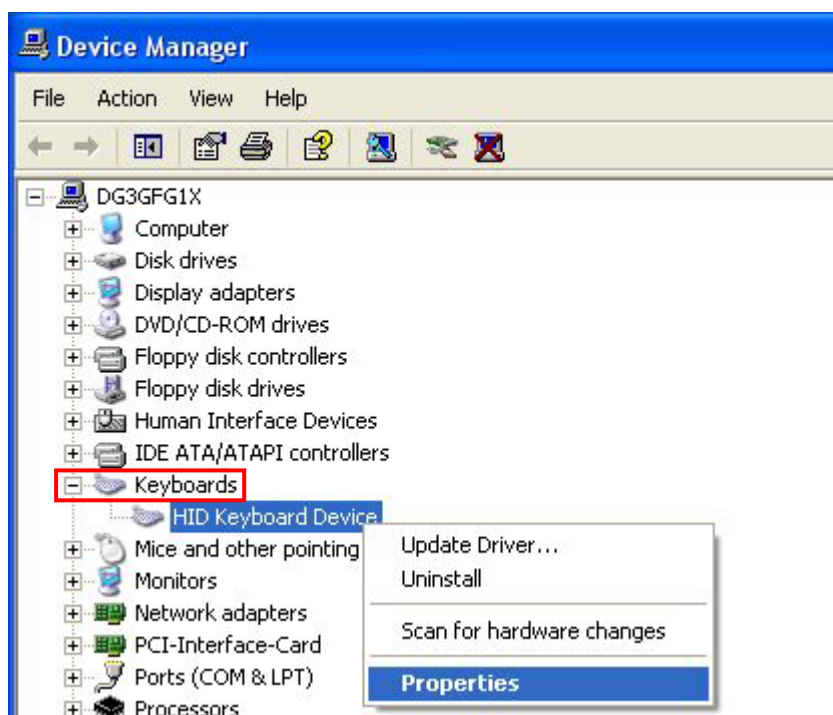 Device Manager
File Action View Help
DG3GFG1X
Computer
Disk drives
Display adapters
DVD/CD-ROM drives
Floppy disk controllers
Floppy disk drives
Human Interface Devices
IDE ATA/ATAPI controllers
Keyboards
HID Keyboard Device
Mice and other pointing
Monitors
Network adapters
PCI-Interface-Card
Ports (COM & LPT)
Processors
Update Driver...
Uninstall
Scan for hardware changes
Properties